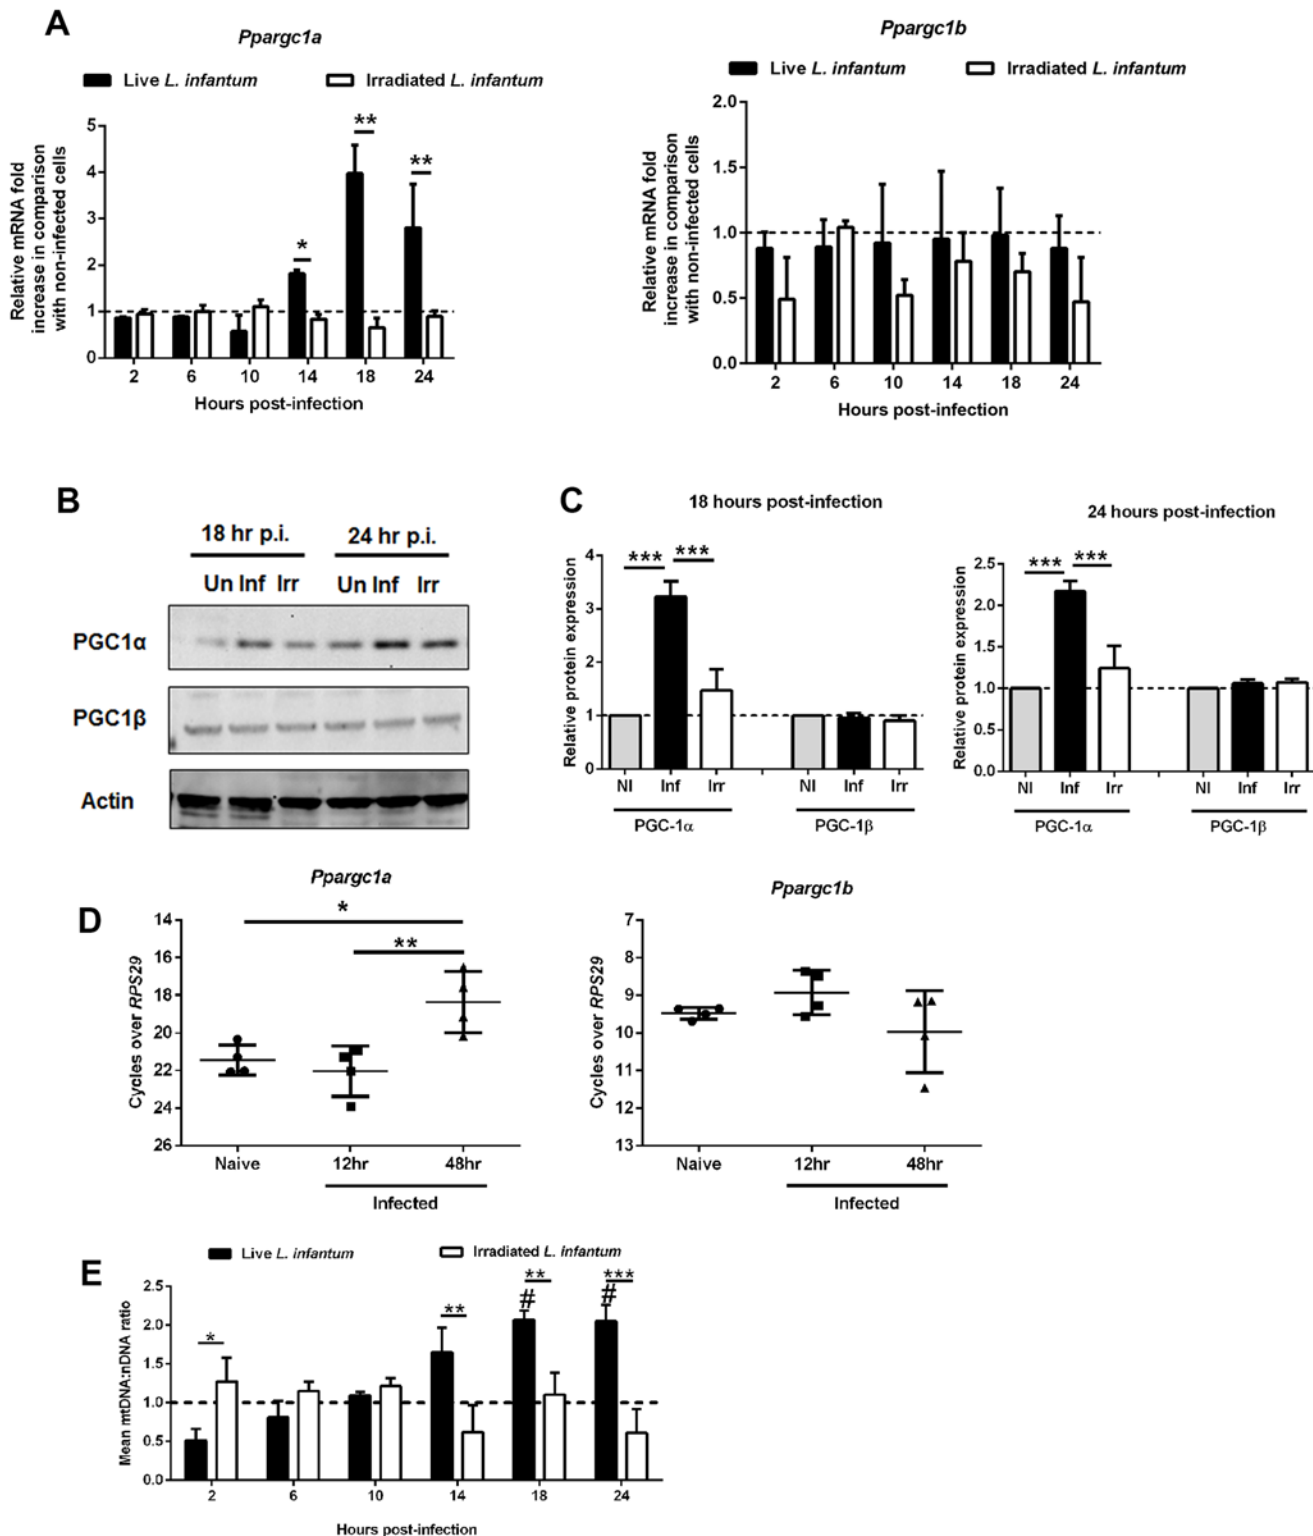 A
Ppargc1a
Live L. infantum
Irradiated L. infantum
Relative mRNA fold
increase in comparison
with non-infected cells
5
4
3
2
1
0
*
**
**
2 6 10 14 18 24
Hours post-infection
Ppargc1b
Live L. infantum
Irradiated L. infantum
Relative mRNA fold
increase in comparison
with non-infected cells
2.0
1.5
1.0
0.5
0.0
2 6 10 14 18 24
Hours post-infection
B
18 hr p.i. 24 hr p.i.
Un Inf Irr Un Inf Irr
PGC1α
PGC1β
Actin
C
18 hours post-infection
Relative protein expression
4
3
2
1
0
*** ***
NI Inf Irr NI Inf Irr
PGC-1α PGC-1β
24 hours post-infection
Relative protein expression
2.5
2.0
1.5
1.0
0.5
0.0
*** ***
NI Inf Irr NI Inf Irr
PGC-1α PGC-1β
D
Ppargc1a
Cycles over RPS29
14
16
18
20
22
24
26
*
**
Naive 12hr 48hr
Infected
Ppargc1b
Cycles over RPS29
7
8
9
10
11
12
13
Naive 12hr 48hr
Infected
E
Live L. infantum
Irradiated L. infantum
Mean mtDNA:nDNA ratio
2.5
2.0
1.5
1.0
0.5
0.0
*
**
**
#
***
#
2 6 10 14 18 24
Hours post-infection